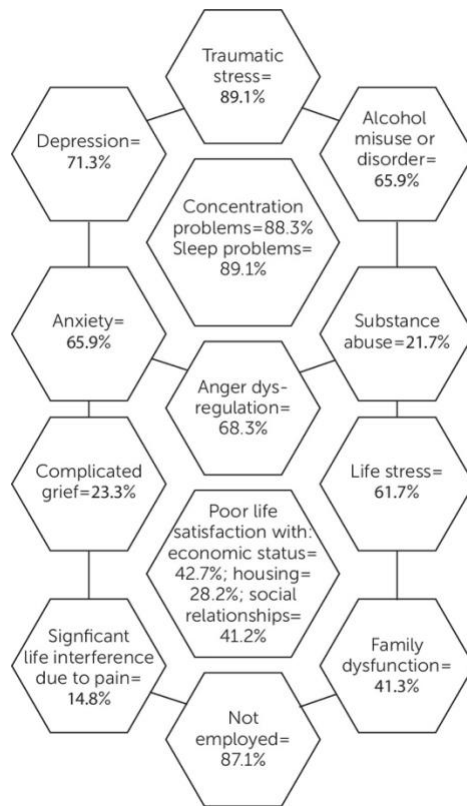 Traumatic
stress=
89.1%
Depression=
71.3%
Alcohol
misuse or
disorder=
65.9%
Concentration
problems=88.3%
Sleep problems=
89.1%
Anxiety=
65.9%
Substance
abuse=21.7%
Anger dys-
regulation=
68.3%
Complicated
grief=23.3%
Life stress=
61.7%
Poor life
satisfaction with:
economic status=
42.7%; housing=
28.2%; social
relationships=
41.2%
Signficant
life interference
due to pain=
14.8%
Family
dysfunction=
41.3%
Not
employed=
87.1%